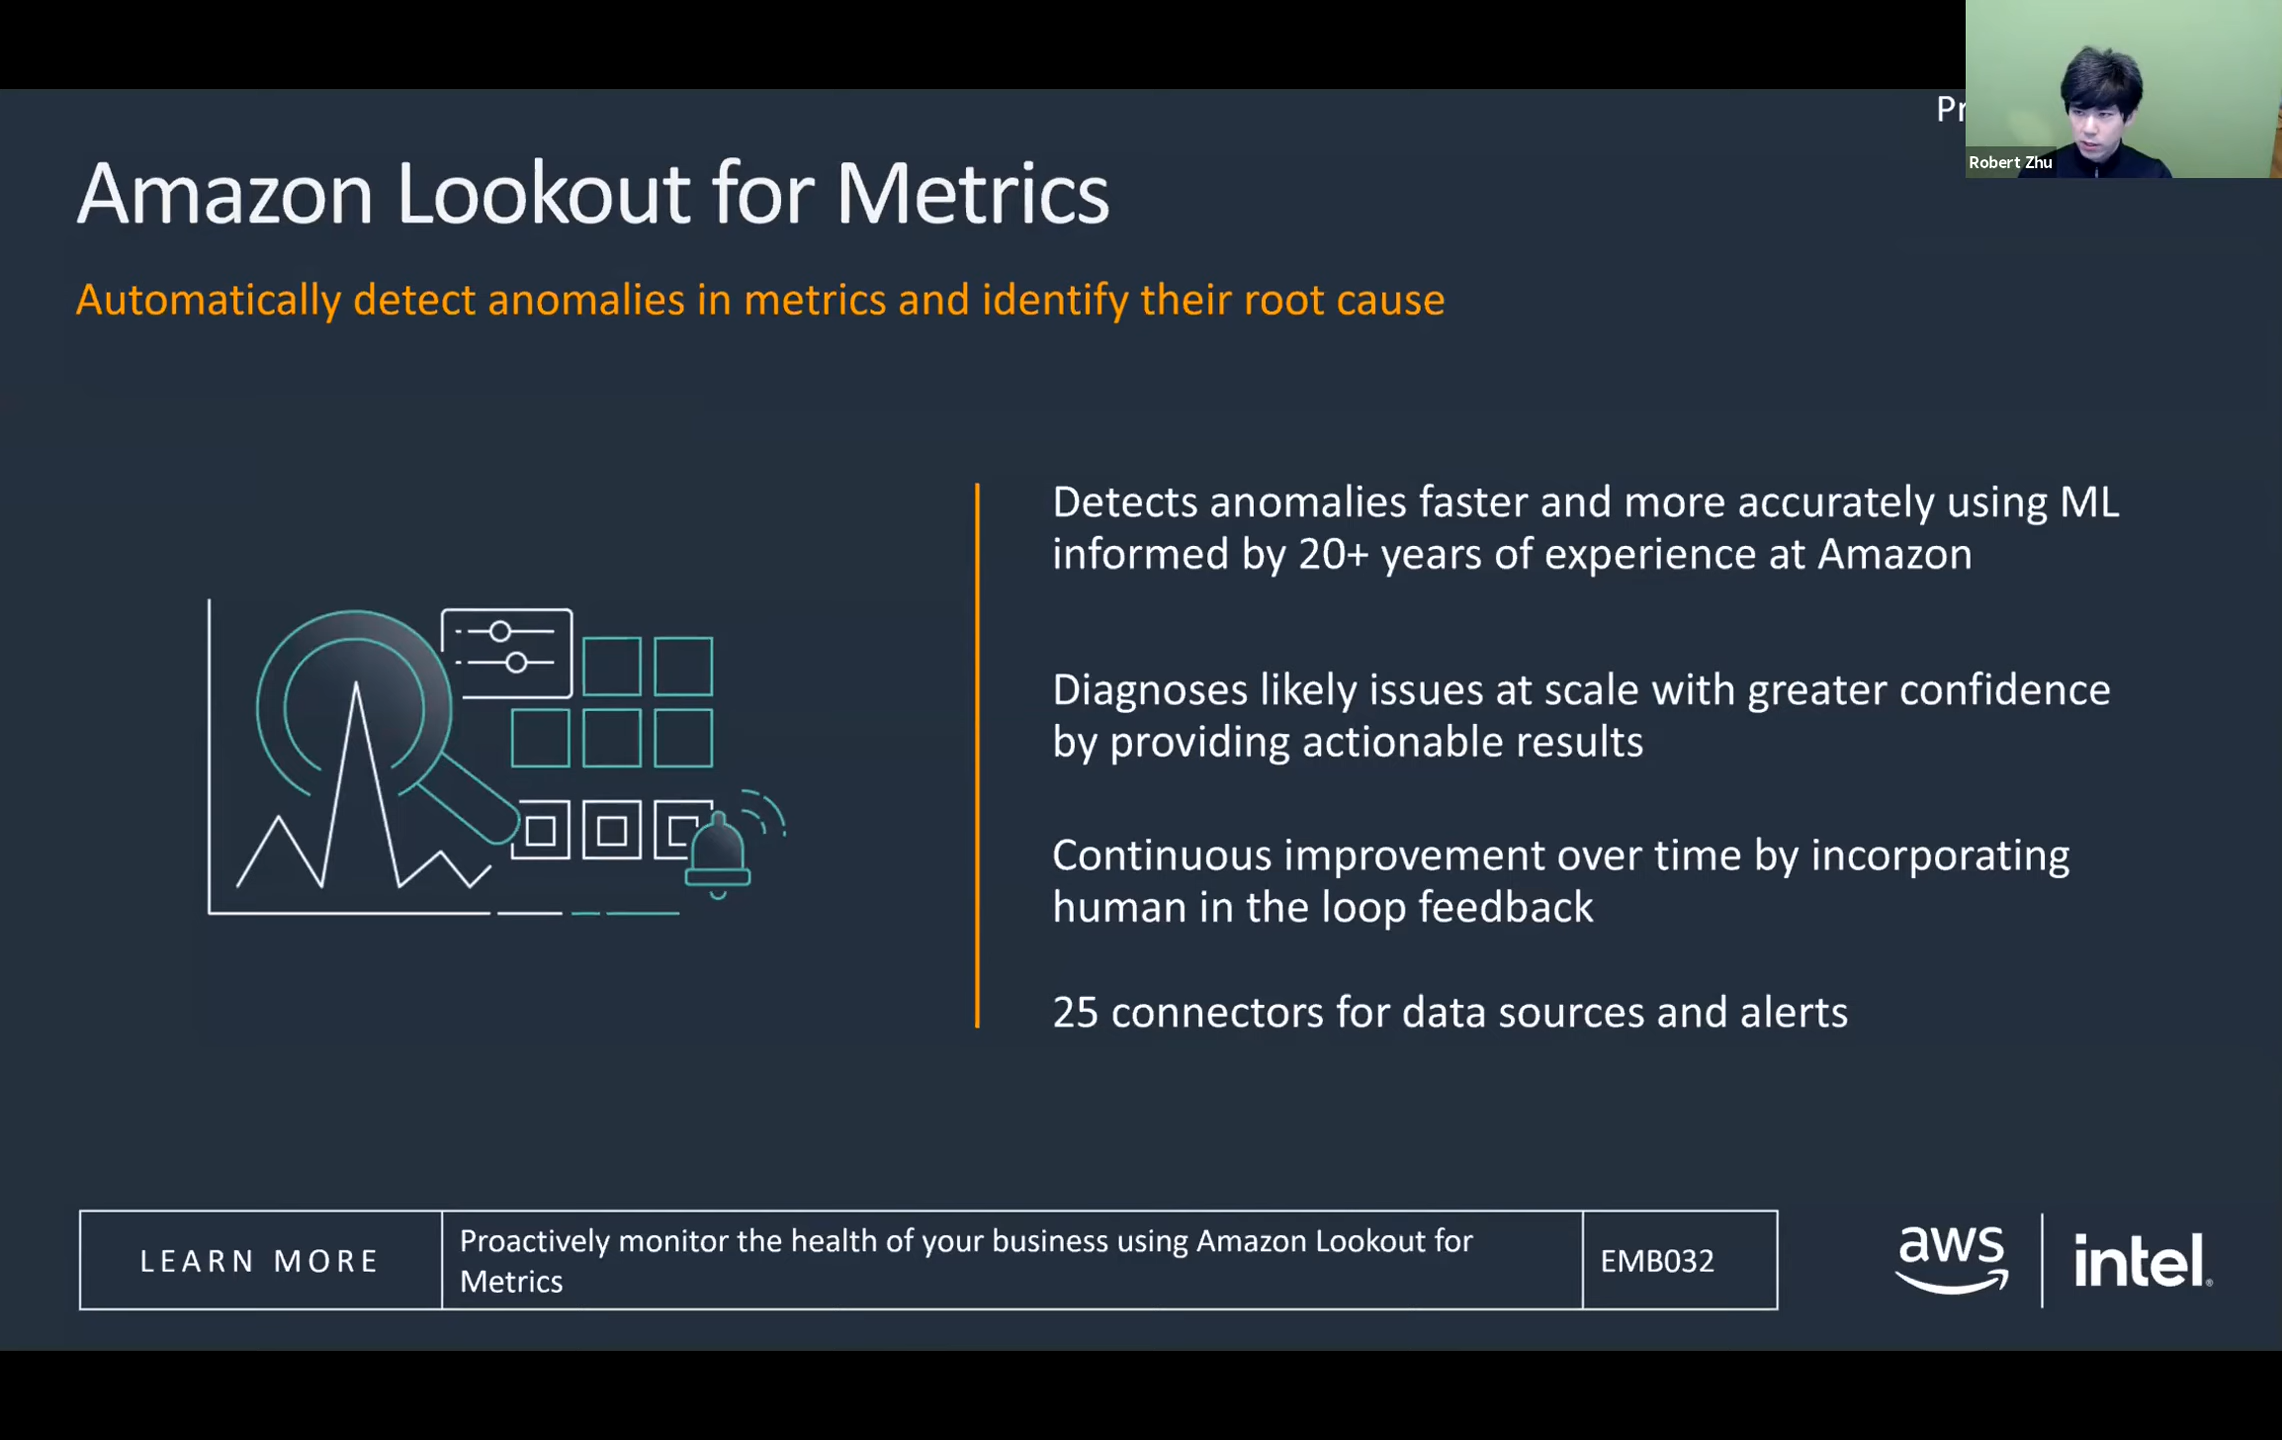 Pr
Robert Zhu
Amazon Lookout for Metrics
Automatically detect anomalies in metrics and identify their root cause
Detects anomalies faster and more accurately using ML
informed by 20+ years of experience at Amazon
Diagnoses likely issues at scale with greater confidence
by providing actionable results
Continuous improvement over time by incorporating
human in the loop feedback
25 connectors for data sources and alerts
LEARN MORE
Proactively monitor the health of your business using Amazon Lookout for
Metrics
EMB032
aws
intel.